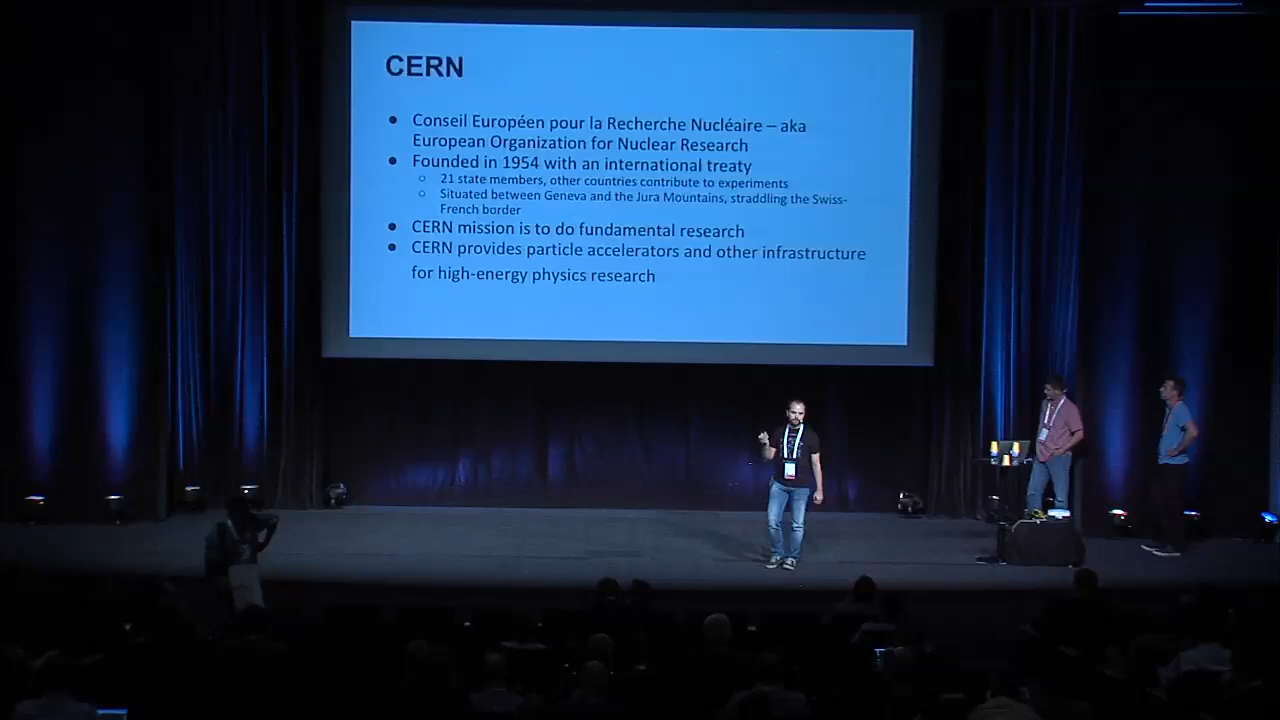 CERN
● Conseil Européen pour la Recherche Nucléaire – aka
European Organization for Nuclear Research
● Founded in 1954 with an international treaty
○ 21 state members, other countries contribute to experiments
○ Situated between Geneva and the Jura Mountains, straddling the Swiss-
French border
● CERN mission is to do fundamental research
● CERN provides particle accelerators and other infrastructure
for high-energy physics research